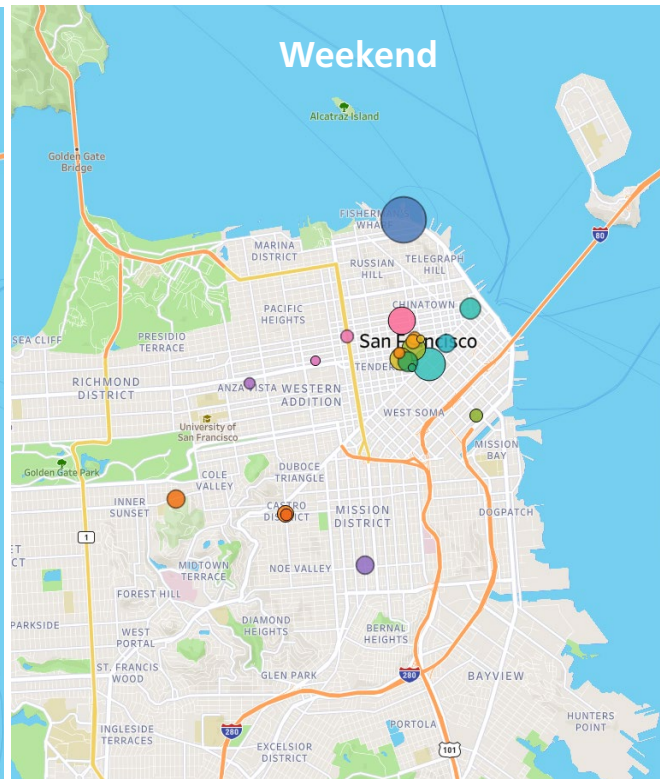 Weekend
Alcatraz Island
Golden Gate
Bridge
80
FISHERMAN
WHA
MARINA
DISTRICT
TELEGRAPH
HILL
RUSSIAN
HILL
PACIFIC
HEIGHTS
CHINATOWN
SEA CLIFF
PRESIDIO
TERRACE
San Francisco
TENDER
RICHMOND
DISTRICT
ANZA VISTA
WESTERN
ADDITION
WEST SOMA
University of
San Francisco
MISSION
BAY
Golden Gate Park
COLE
VALLEY
DUBOCE
TRIANGLE
INNER
SUNSET
CASTRO
DISTRICT
MISSION
DISTRICT
DOGPATCH
1
ET
CT
MIDTOWN
TERRACE
NOE VALLEY
FOREST HILL
PARKSIDE
WEST
PORTAL
DIAMOND
HEIGHTS
BERNAL
HEIGHTS
ST. FRANCIS
WOOD
GLEN PARK
280
BAYVIEW
INGLESIDE
TERRACES
280
PORTOLA
HUNTERS
POINT
EXCELSIOR
DISTRICT
101